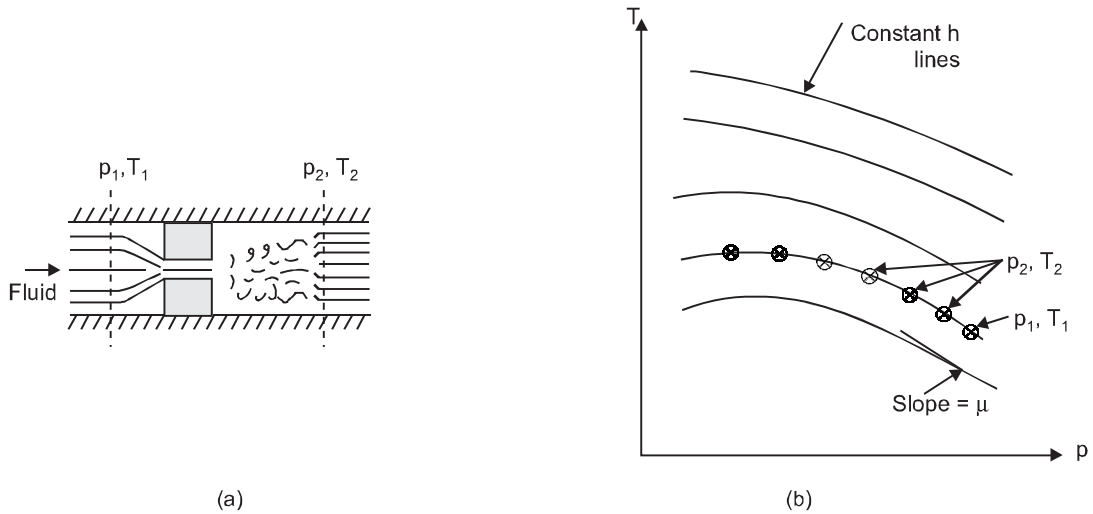 p₁,T₁
p₂, T₂
Fluid
(a)
T
Constant h
lines
p₂, T₂
p₁, T₁
Slope = μ
p
(b)